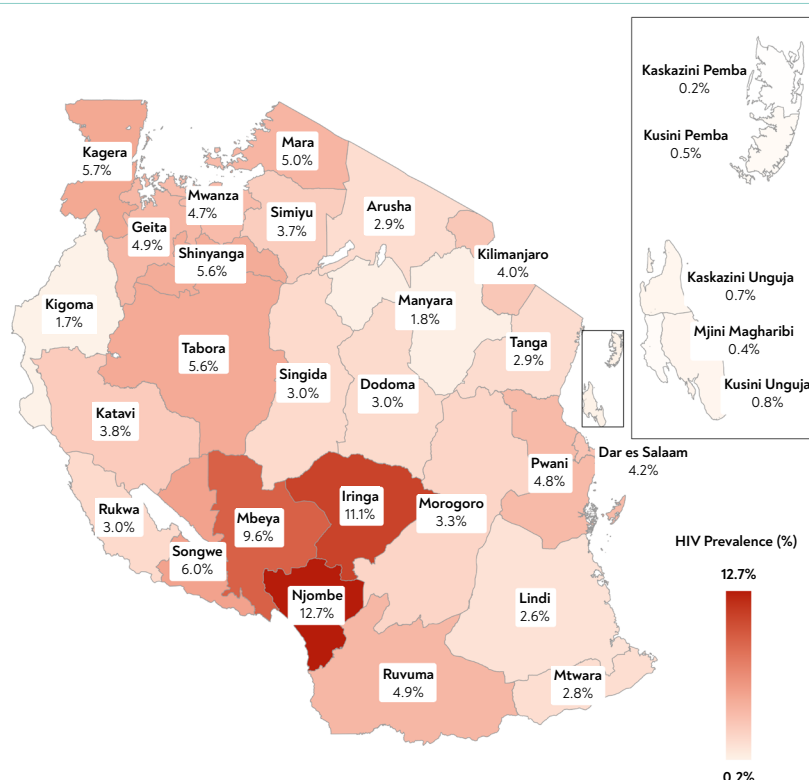 Kaskazini Pemba
0.2%
Kusini Pemba
0.5%
Mara
5.0%
Kagera
5.7%
Mwanza
4.7%
Simiyu
3.7%
Arusha
2.9%
Geita
4.9%
Shinyanga
5.6%
Kilimanjaro
4.0%
Kaskazini Unguja
0.7%
Kigoma
1.7%
Manyara
1.8%
Mjini Magharibi
0.4%
Tabora
5.6%
Tanga
2.9%
Singida
3.0%
Dodoma
3.0%
Kusini Unguja
0.8%
Katavi
3.8%
Pwani
4.8%
Dar es Salaam
4.2%
Rukwa
3.0%
Mbeya
9.6%
Iringa
11.1%
Morogoro
3.3%
Songwe
6.0%
HIV Prevalence (%)
12.7%
Njombe
12.7%
Lindi
2.6%
Ruvuma
4.9%
Mtwara
2.8%
0.2%